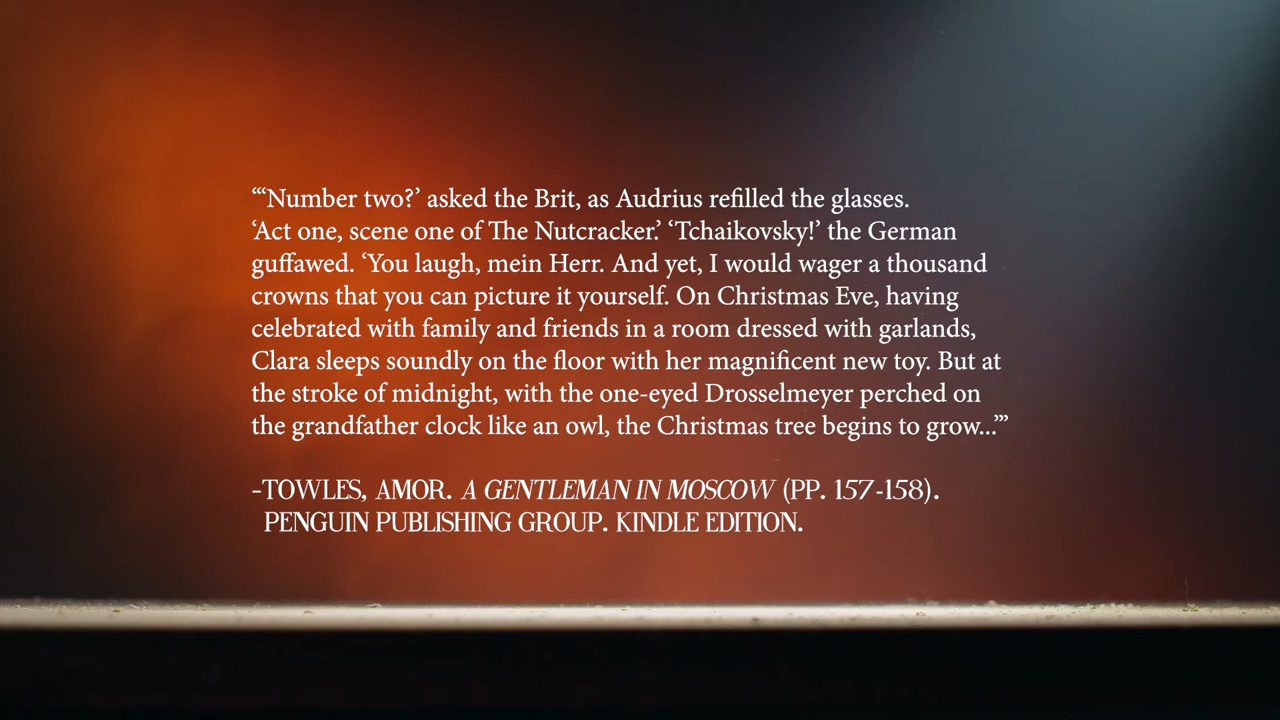 “‘Number two?’ asked the Brit, as Audrius refilled the glasses.
‘Act one, scene one of The Nutcracker.’ ‘Tchaikovsky!’ the German
guffawed. ‘You laugh, mein Herr. And yet, I would wager a thousand
crowns that you can picture it yourself. On Christmas Eve, having
celebrated with family and friends in a room dressed with garlands,
Clara sleeps soundly on the floor with her magnificent new toy. But at
the stroke of midnight, with the one-eyed Drosselmeyer perched on
the grandfather clock like an owl, the Christmas tree begins to grow...’”
-TOWLES, AMOR. A GENTLEMAN IN MOSCOW (PP. 157-158).
PENGUIN PUBLISHING GROUP. KINDLE EDITION.